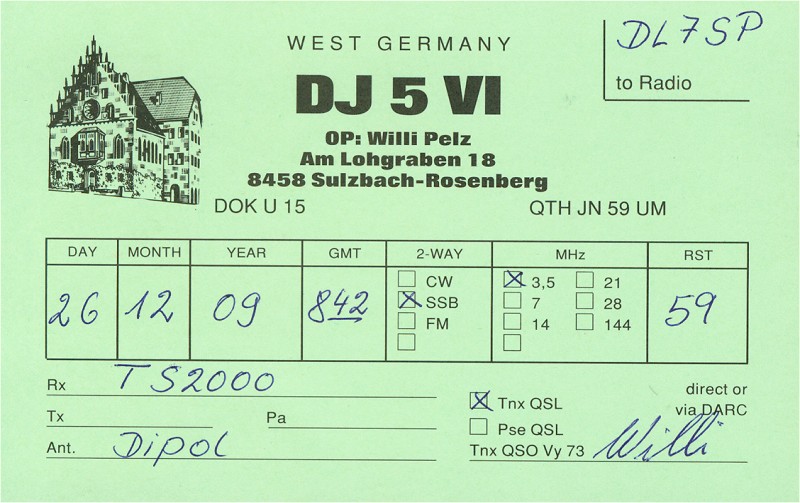 WEST GERMANY
DL7SP
to Radio
DJ 5 VI
OP: Willi Pelz
Am Lohgraben 18
8458 Sulzbach-Rosenberg
DOK U 15 QTH JN 59 UM
DAY MONTH YEAR GMT 2-WAY MHz RST
26 12 09 842 59
CW 3,5 21
SSB 7 28
FM 14 144
Rx TS2000
Tx Pa
Ant. Dipol
Tnx QSL
Pse QSL
direct or
via DARC
Tnx QSO Vy 73 Willi